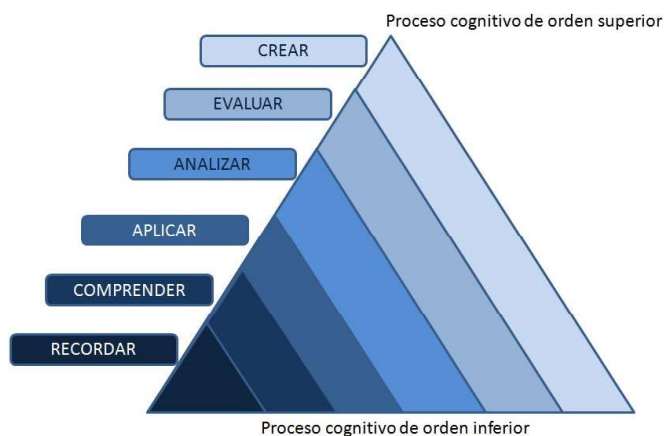 Proceso cognitivo de orden superior
CREAR
EVALUAR
ANALIZAR
APLICAR
COMPRENDER
RECORDAR
Proceso cognitivo de orden inferior